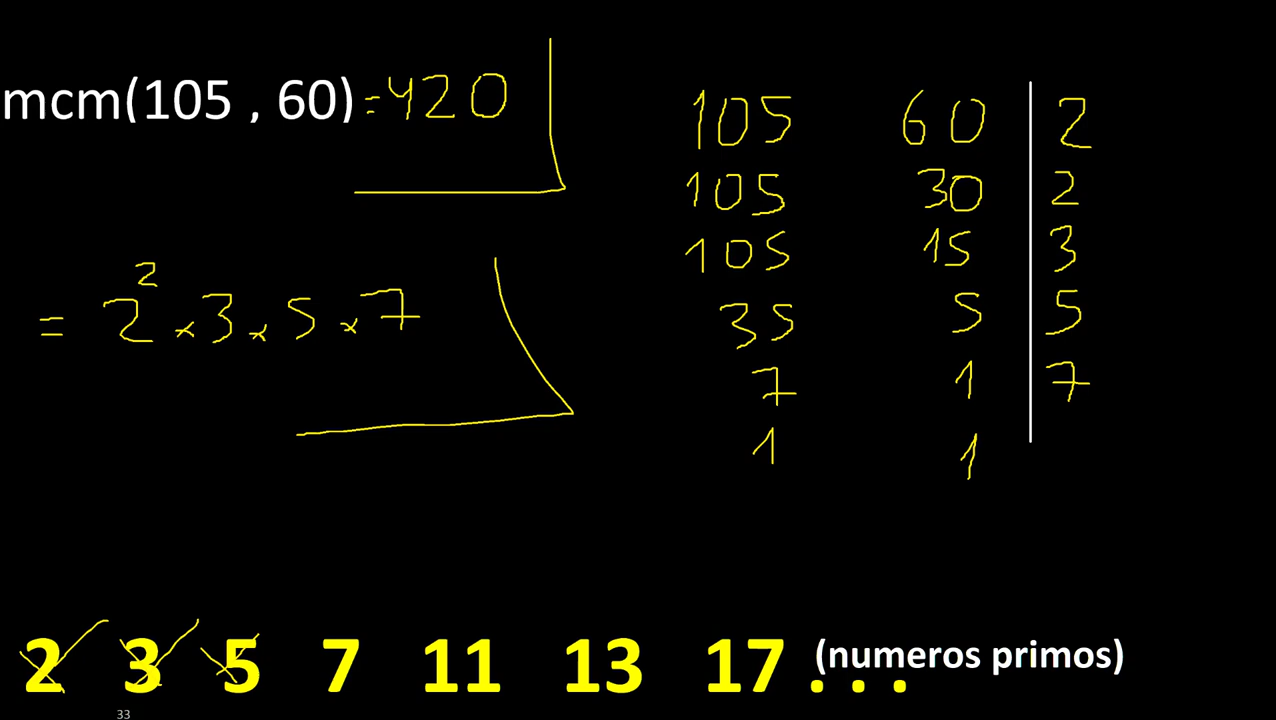 mcm(105 , 60) = 420
= 2² × 3 × 5 × 7
105 60 2
105 30 2
105 15 3
35 5 5
7 1 7
1 1
2 3 5 7 11 13 17 . . . (numeros primos)
33